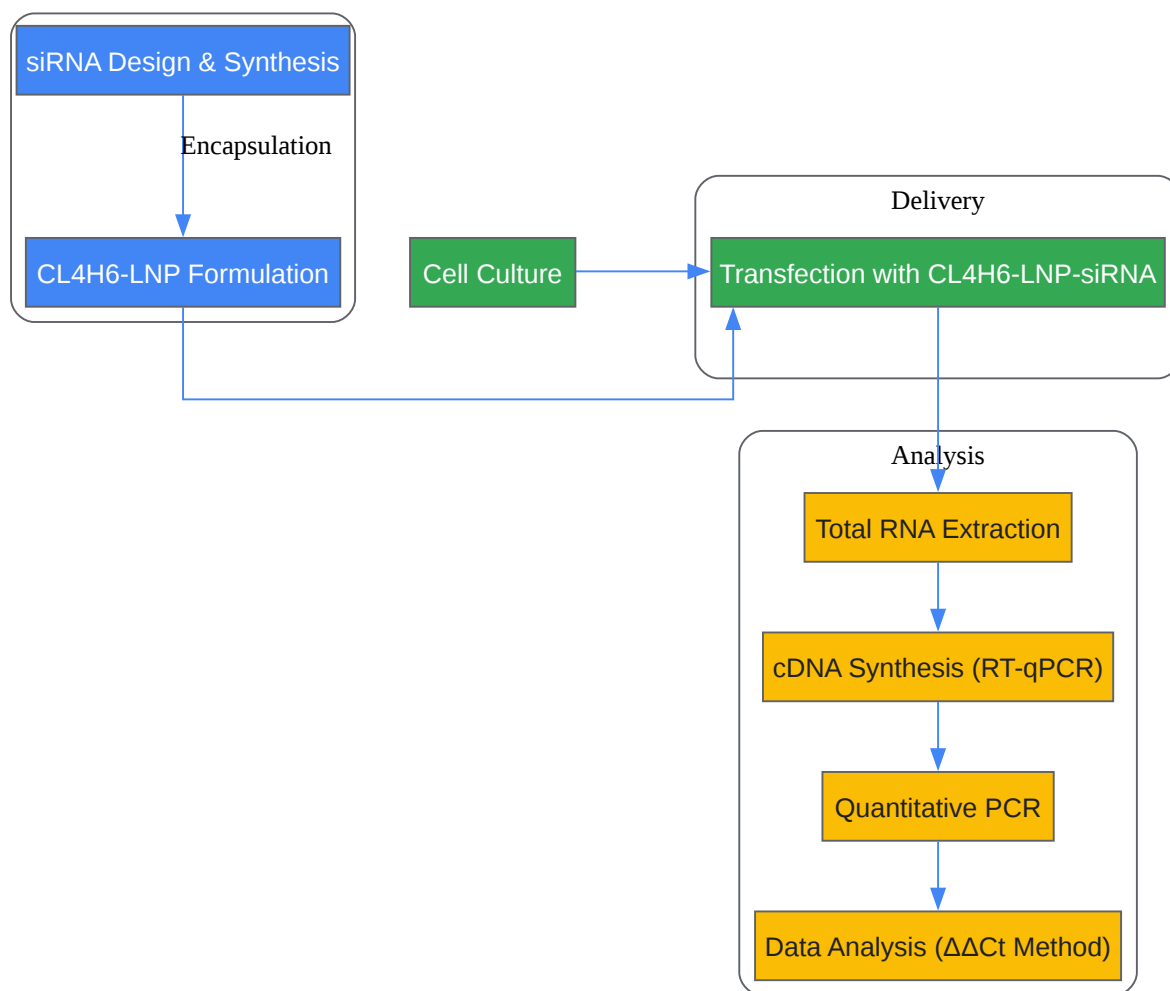 siRNA Design & Synthesis
Encapsulation
CL4H6-LNP Formulation
Cell Culture
Delivery
Transfection with CL4H6-LNP-siRNA
Analysis
Total RNA Extraction
cDNA Synthesis (RT-qPCR)
Quantitative PCR
Data Analysis (ΔΔCt Method)